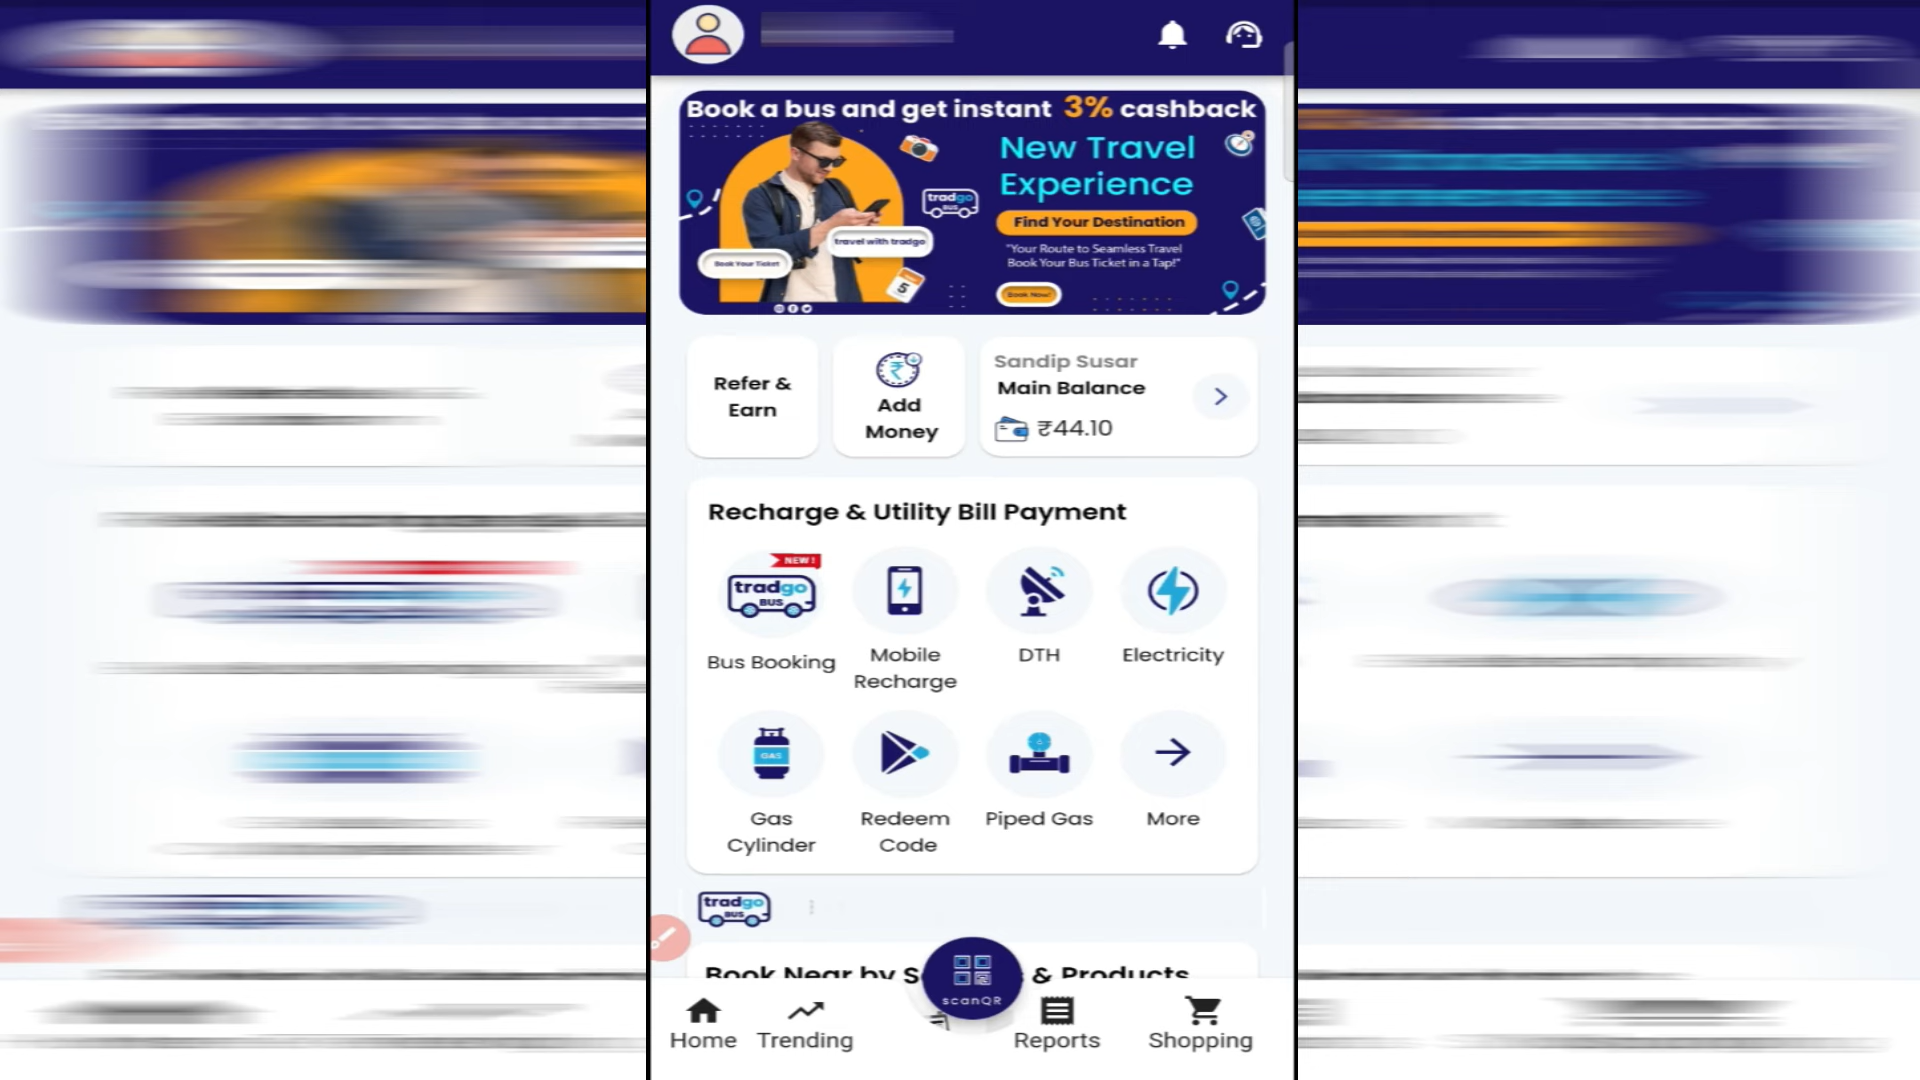 Book a bus and get instant 3% cashback
New Travel
Experience
tradgo
BUS
Find Your Destination
travel with tradgo
"Your Route to Seamless Travel
Book Your Bus Ticket in a Tap!"
Book Your Ticket
5
Book Now!
Refer &
Earn
Add
Money
Sandip Susar
Main Balance
₹44.10
Recharge & Utility Bill Payment
NEW !
tradgo
BUS
Bus Booking
Mobile
Recharge
DTH
Electricity
GAS
Gas
Cylinder
Redeem
Code
Piped Gas
More
tradgo
BUS
Book Near by
& Products
scanQR
Home
Trending
Reports
Shopping